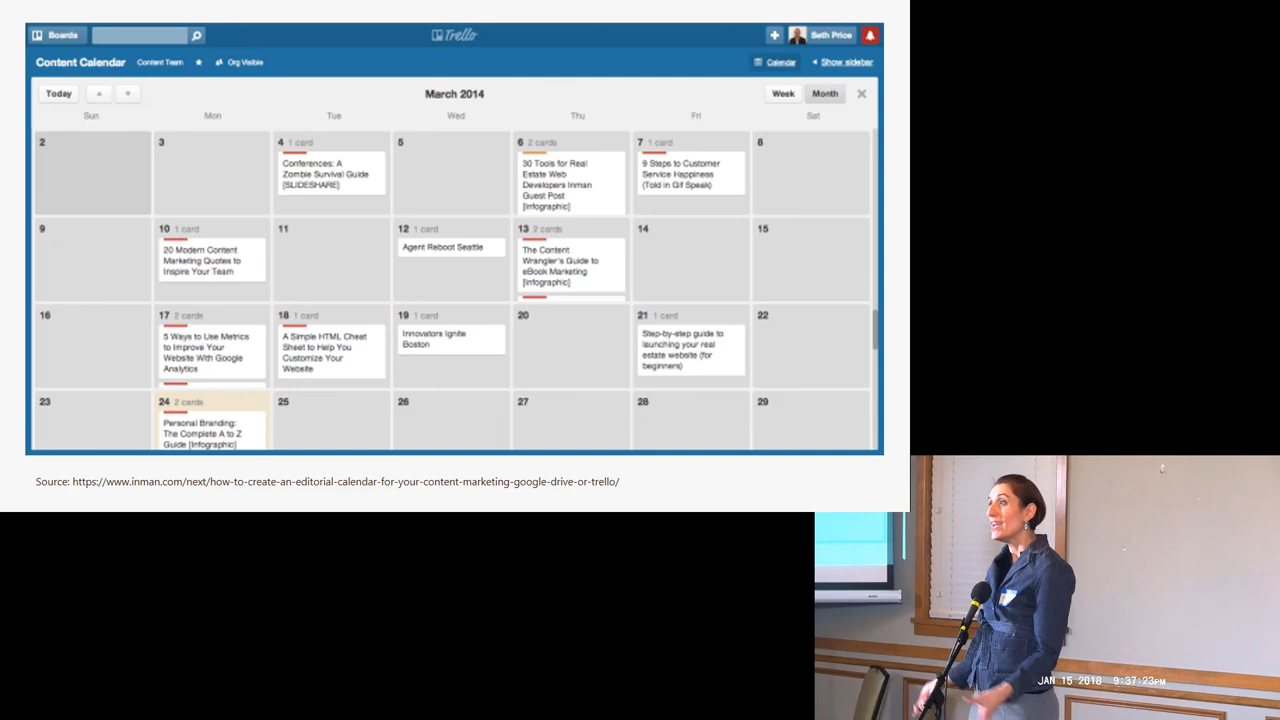 Boards
Trello
Seth Price
Content Calendar
Content Team
Org Visible
Calendar
Show sidebar
Today
March 2014
Week
Month
Sun
Mon
Tue
Wed
Thu
Fri
Sat
2
3
4 1 card
Conferences: A
Zombie Survival Guide
[SLIDESHARE]
5
6 2 cards
30 Tools for Real
Estate Web
Developers Inman
Guest Post
[Infographic]
7 1 card
9 Steps to Customer
Service Happiness
(Told in Gif Speak)
8
9
10 1 card
20 Modern Content
Marketing Quotes to
Inspire Your Team
11
12 1 card
Agent Reboot Seattle
13 2 cards
The Content
Wrangler's Guide to
eBook Marketing
[Infographic]
14
15
16
17 2 cards
5 Ways to Use Metrics
to Improve Your
Website With Google
Analytics
18 1 card
A Simple HTML Cheat
Sheet to Help You
Customize Your
Website
19 1 card
Innovators Ignite
Boston
20
21 1 card
Step-by-step guide to
launching your real
estate website (for
beginners)
22
23
24 2 cards
Personal Branding:
The Complete A to Z
Guide [Infographic]
25
26
27
28
29
Source: https://www.inman.com/next/how-to-create-an-editorial-calendar-for-your-content-marketing-google-drive-or-trello/
JAN 15 2018 9:37:23PM